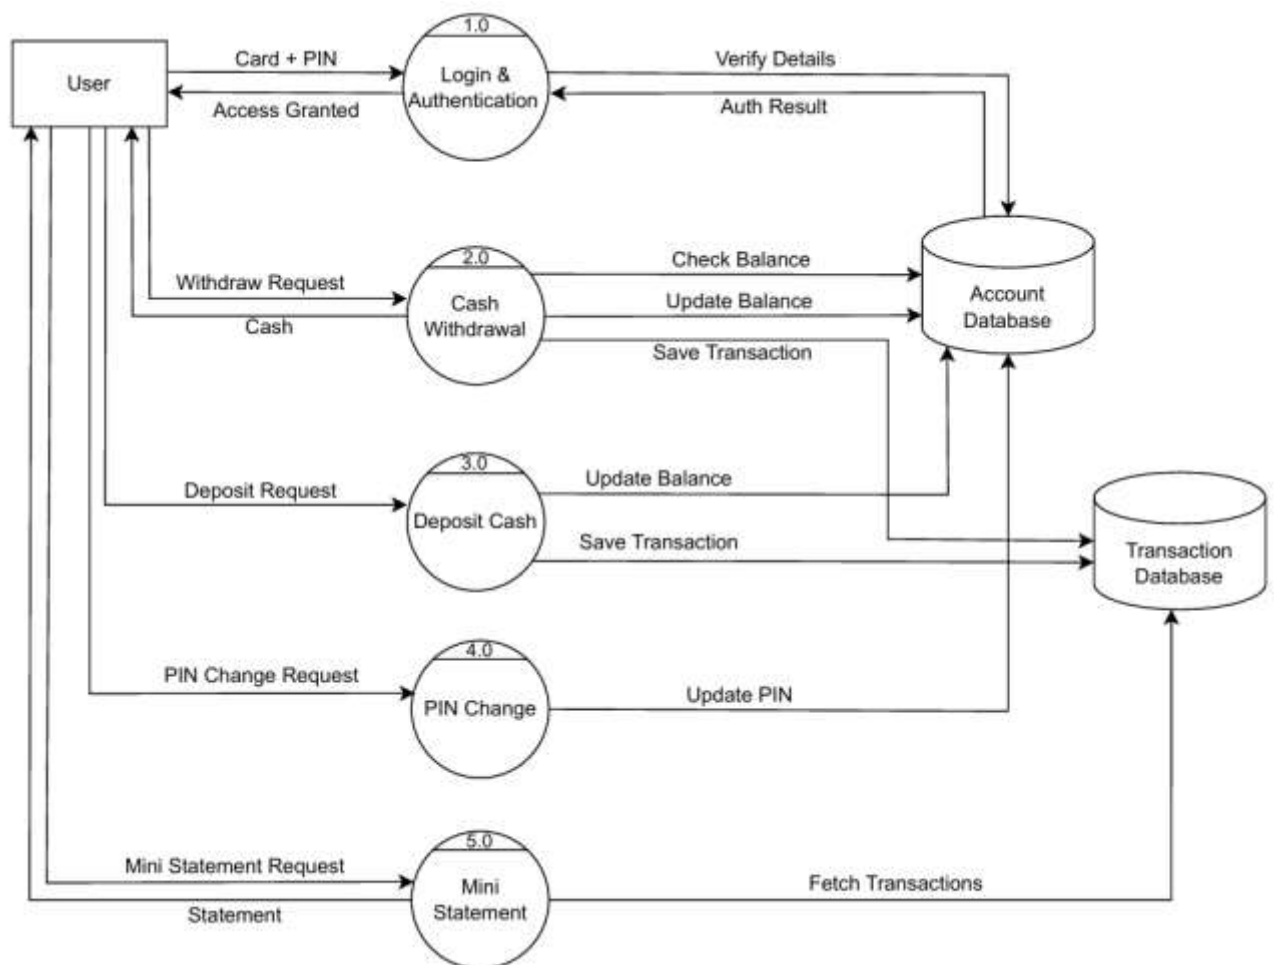 1.0
Card + PIN
Verify Details
User
Login &
Authentication
Access Granted
Auth Result
2.0
Check Balance
Withdraw Request
Cash
Withdrawal
Update Balance
Account
Database
Cash
Save Transaction
3.0
Update Balance
Deposit Request
Deposit Cash
Save Transaction
Transaction
Database
4.0
PIN Change Request
PIN Change
Update PIN
5.0
Mini Statement Request
Mini
Statement
Fetch Transactions
Statement